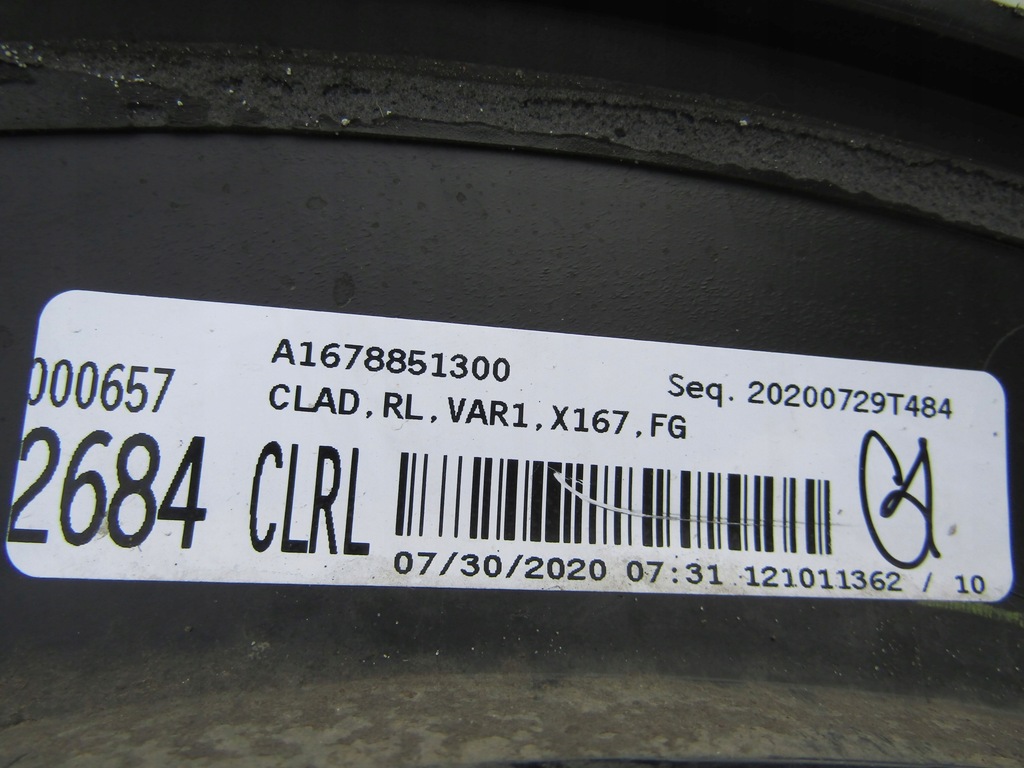 A1678851300
000657
Seq. 20200729T484
CLAD,RL,VAR1,X167,FG
2684 CLRL
07/30/2020 07:31 121011362 / 10